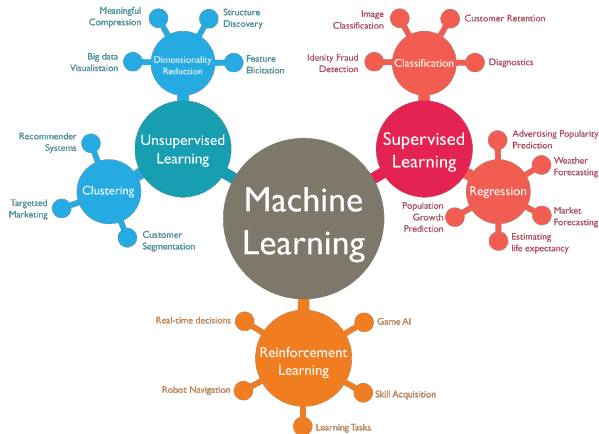 Meaningful
Compression
Structure
Discovery
Big data
Visualistaion
Dimensionality
Reduction
Feature
Elicitation
Unsupervised
Learning
Recommender
Systems
Clustering
Targetted
Marketing
Customer
Segmentation
Machine
Learning
Image
Classification
Customer Retention
Idenity Fraud
Detection
Classification
Diagnostics
Supervised
Learning
Advertising Popularity
Prediction
Weather
Forecasting
Regression
Population
Growth
Prediction
Market
Forecasting
Estimating
life expectancy
Real-time decisions
Game AI
Reinforcement
Learning
Robot Navigation
Skill Acquisition
Learning Tasks